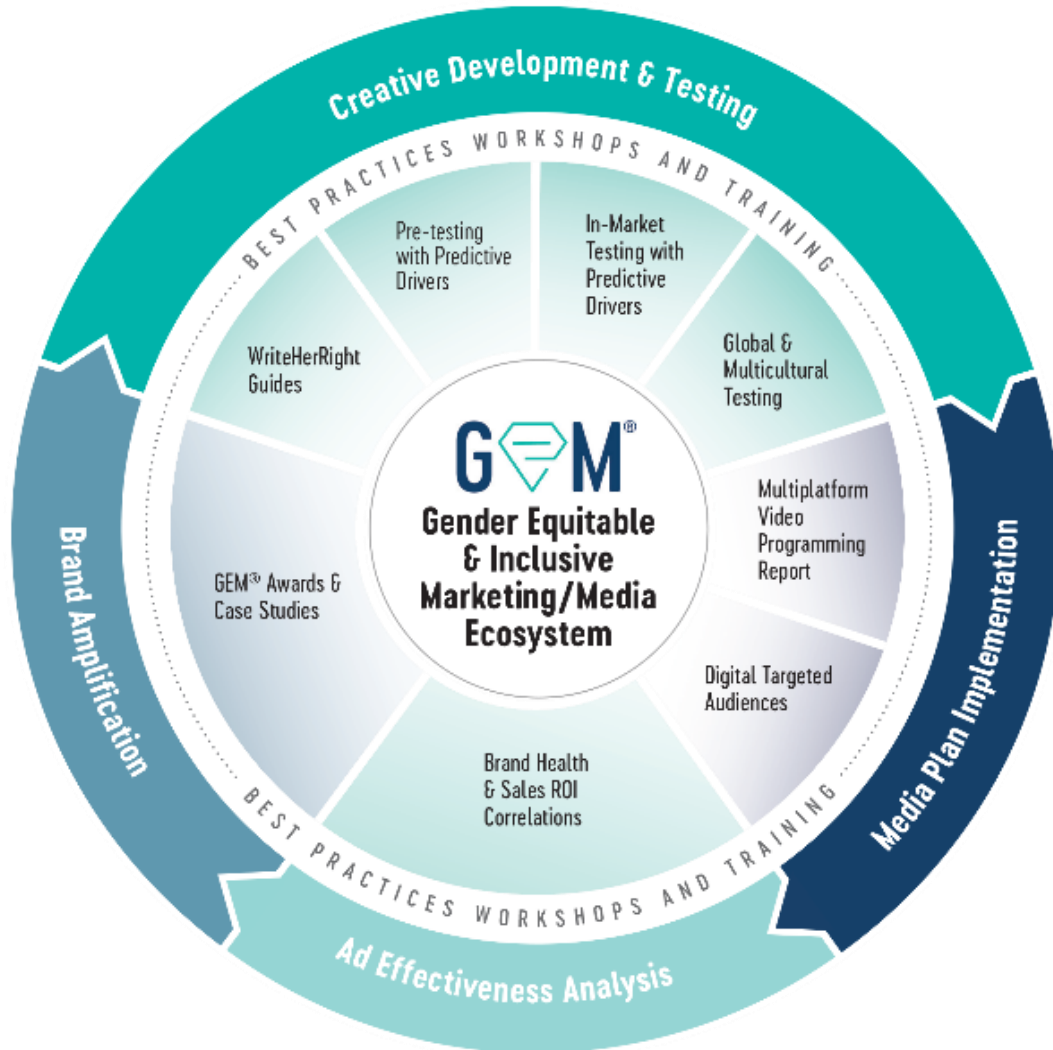 Creative Development & Testing
BEST PRACTICES WORKSHOPS AND TRAINING
Pre-testing
with Predictive
Drivers
In-Market
Testing with
Predictive
Drivers
WriteHerRight
Guides
Global &
Multicultural
Testing
GEM®
Gender Equitable
& Inclusive
Marketing/Media
Ecosystem
Multiplatform
Video
Programming
Report
GEM® Awards &
Case Studies
Digital Targeted
Audiences
Brand Health
& Sales ROI
Correlations
Brand Amplification
Media Plan Implementation
BEST PRACTICES WORKSHOPS AND TRAINING
Ad Effectiveness Analysis